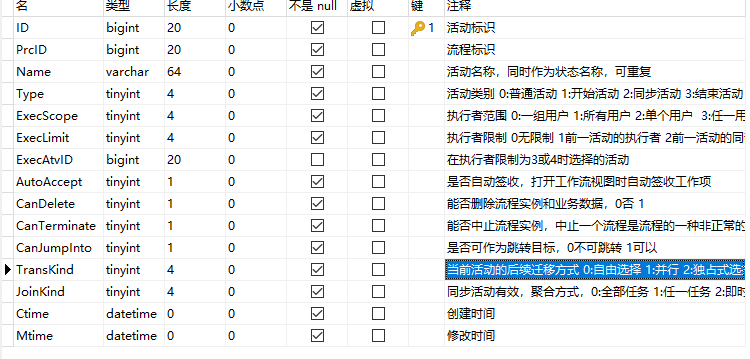 名 类型 长度 小数点 不是 null 虚拟 键 注释
ID bigint 20 0 1 活动标识
PrcID bigint 20 0 流程标识
Name varchar 64 0 活动名称，同时作为状态名称，可重复
Type tinyint 4 0 活动类别 0:普通活动 1:开始活动 2:同步活动 3:结束活动
ExecScope tinyint 4 0 执行者范围 0:一组用户 1:所有用户 2:单个用户 3:任一用
ExecLimit tinyint 4 0 执行者限制 0无限制 1前一活动的执行者 2前一活动的同
ExecAtvID bigint 20 0 在执行者限制为3或4时选择的活动
AutoAccept tinyint 1 0 是否自动签收，打开工作流视图时自动签收工作项
CanDelete tinyint 1 0 能否删除流程实例和业务数据，0否 1
CanTerminate tinyint 1 0 能否中止流程实例，中止一个流程是流程的一种非正常的
CanJumpInto tinyint 1 0 是否可作为跳转目标，0不可跳转 1可以
TransKind tinyint 4 0 当前活动的后续迁移方式 0:自由选择 1:并行 2:独占式选
JoinKind tinyint 4 0 同步活动有效，聚合方式，0:全部任务 1:任一任务 2:即时
Ctime datetime 0 0 创建时间
Mtime datetime 0 0 修改时间